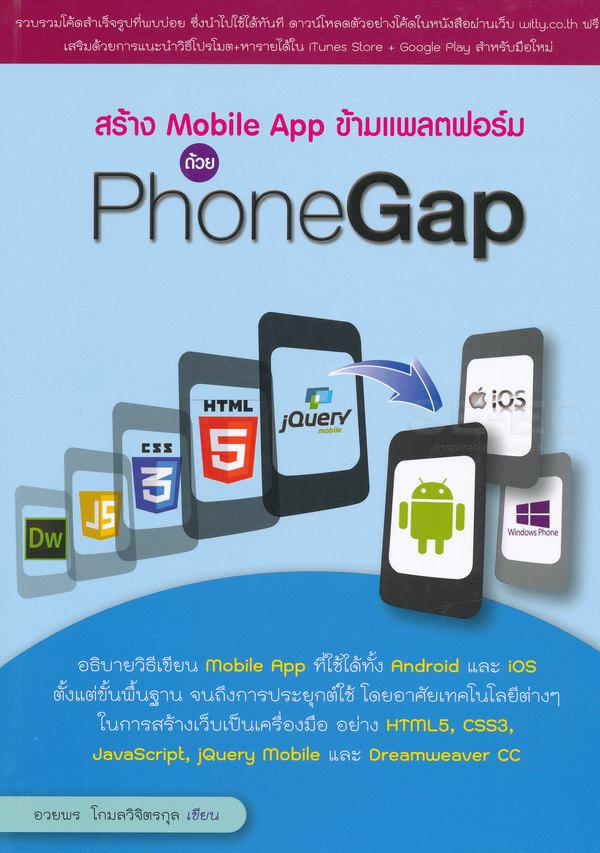 รวบรวมโค้ดสำเร็จรูปที่พบบ่อย ซึ่งนำไปใช้ได้ทันที ดาวน์โหลดตัวอย่างโค้ดในหนังสือผ่านเว็บ witty.co.th ฟรี
เสริมด้วยการแนะนำวิธีโปรโมต+หารายได้ใน iTunes Store + Google Play สำหรับมือใหม่
สร้าง Mobile App ข้ามแพลตฟอร์ม
ด้วย
PhoneGap
Dw
JS
CSS
3
HTML
5
jQuery
mobile
iOS
Windows Phone
อธิบายวิธีเขียน Mobile App ที่ใช้ได้ทั้ง Android และ iOS
ตั้งแต่ขั้นพื้นฐาน จนถึงการประยุกต์ใช้ โดยอาศัยเทคโนโลยีต่างๆ
ในการสร้างเว็บเป็นเครื่องมือ อย่าง HTML5, CSS3,
JavaScript, jQuery Mobile และ Dreamweaver CC
อวยพร โกมลวิจิตรกุล เขียน